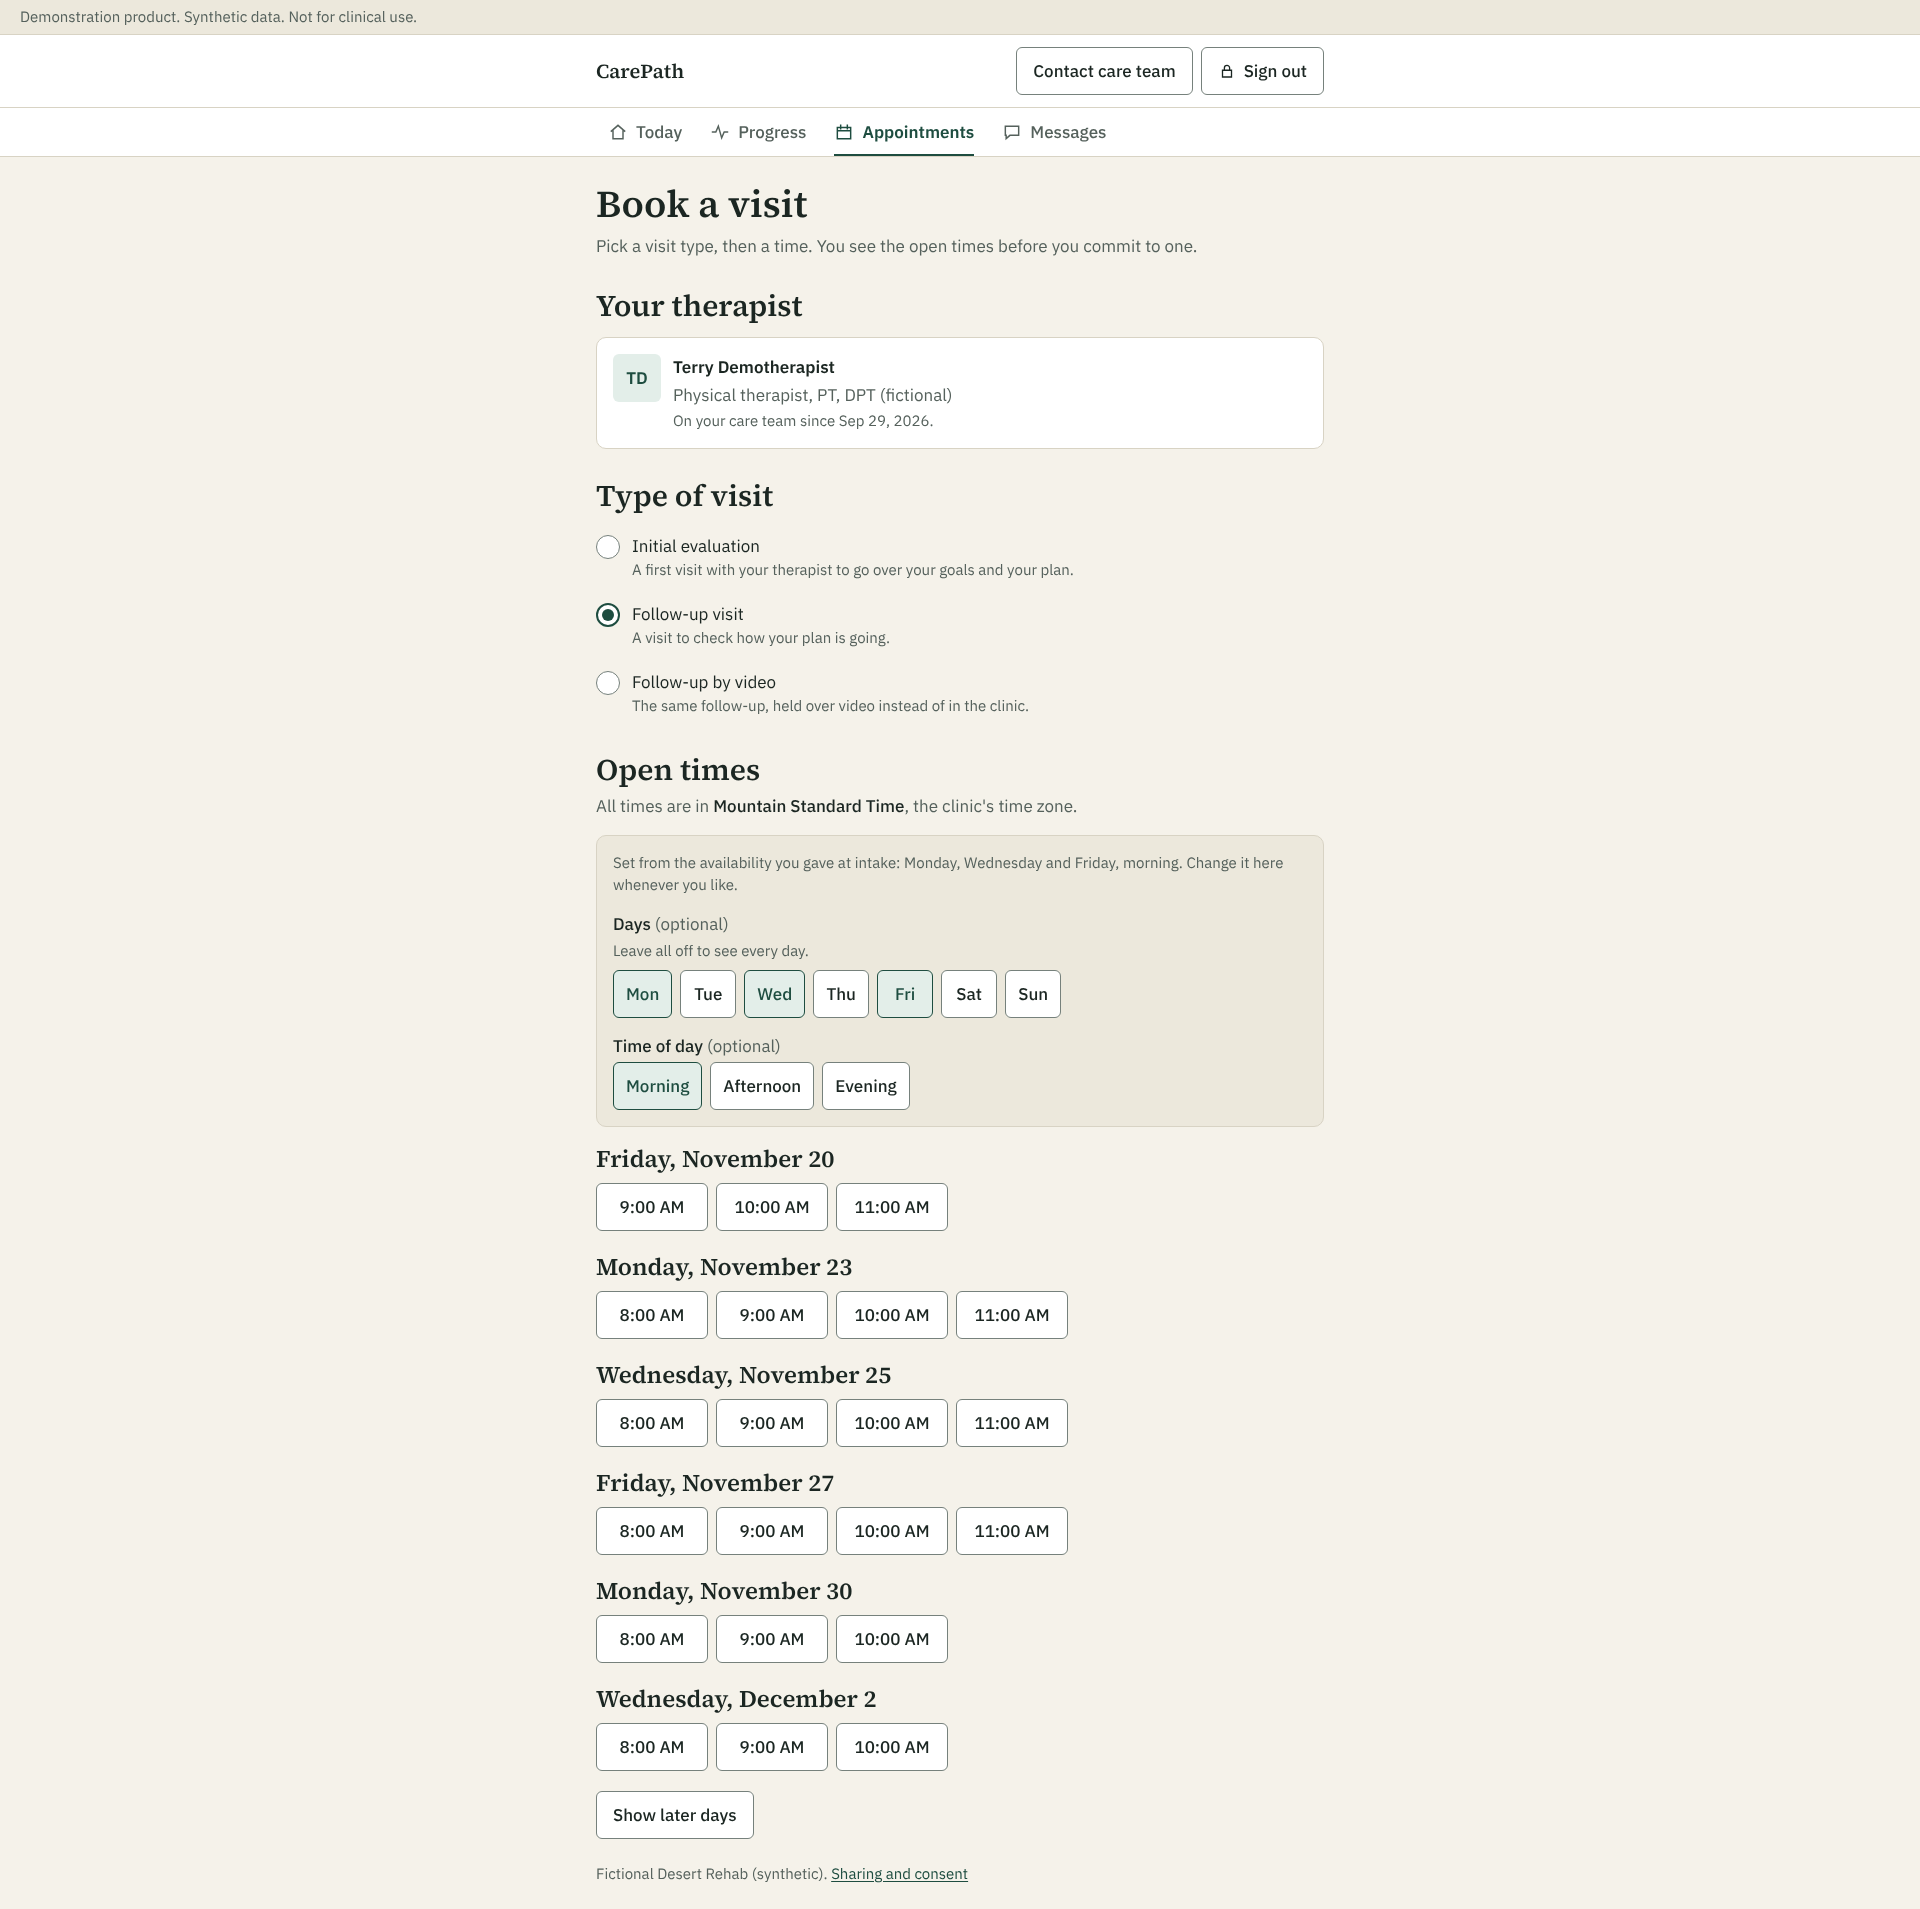 Demonstration product. Synthetic data. Not for clinical use.
CarePath
Contact care team
Sign out
Today
Progress
Appointments
Messages
Book a visit
Pick a visit type, then a time. You see the open times before you commit to one.
Your therapist
TD
Terry Demotherapist
Physical therapist, PT, DPT (fictional)
On your care team since Sep 29, 2026.
Type of visit
Initial evaluation
A first visit with your therapist to go over your goals and your plan.
Follow-up visit
A visit to check how your plan is going.
Follow-up by video
The same follow-up, held over video instead of in the clinic.
Open times
All times are in Mountain Standard Time, the clinic's time zone.
Set from the availability you gave at intake: Monday, Wednesday and Friday, morning. Change it here
whenever you like.
Days (optional)
Leave all off to see every day.
Mon Tue Wed Thu Fri Sat Sun
Time of day (optional)
Morning Afternoon Evening
Friday, November 20
9:00 AM 10:00 AM 11:00 AM
Monday, November 23
8:00 AM 9:00 AM 10:00 AM 11:00 AM
Wednesday, November 25
8:00 AM 9:00 AM 10:00 AM 11:00 AM
Friday, November 27
8:00 AM 9:00 AM 10:00 AM 11:00 AM
Monday, November 30
8:00 AM 9:00 AM 10:00 AM
Wednesday, December 2
8:00 AM 9:00 AM 10:00 AM
Show later days
Fictional Desert Rehab (synthetic). Sharing and consent